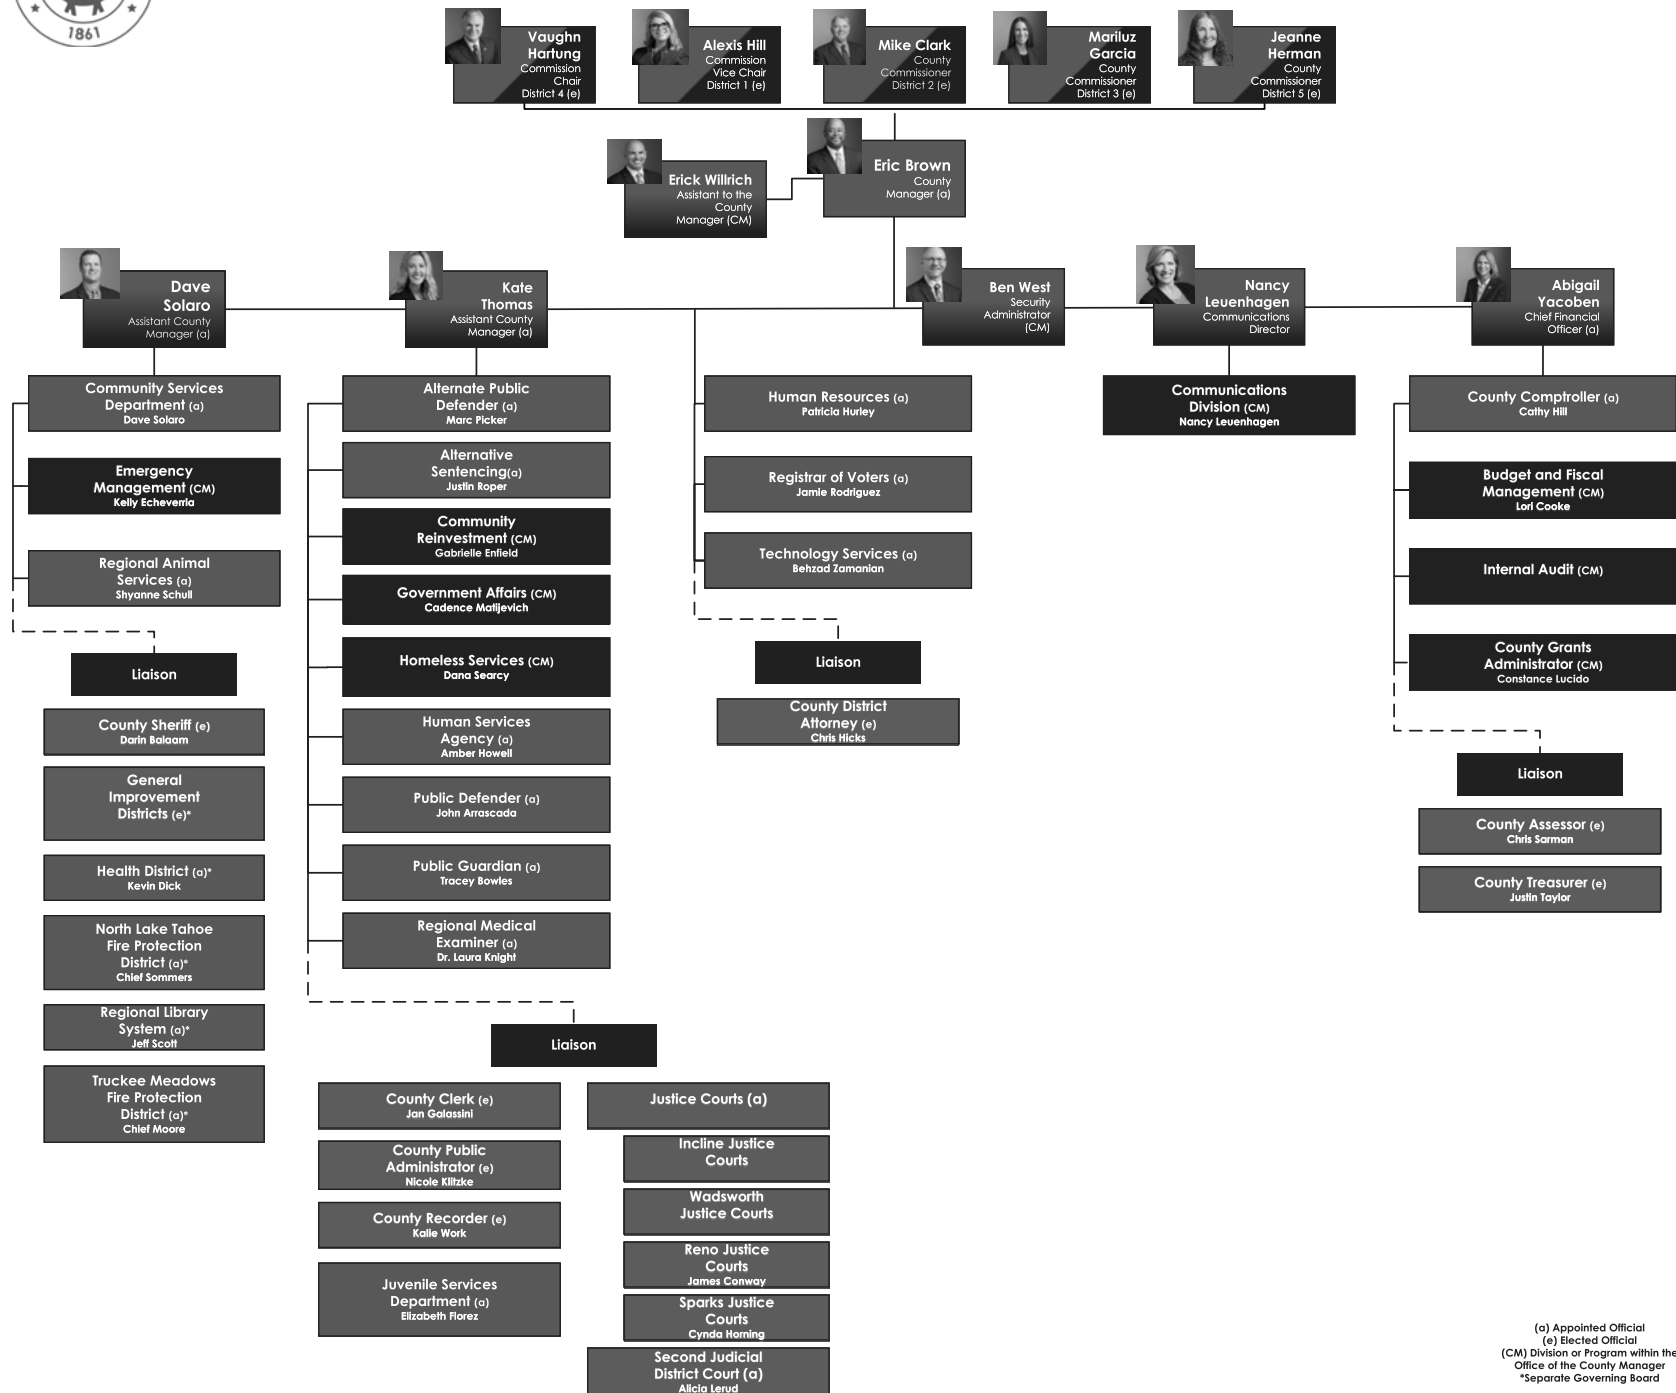 1861
Vaughn
Hartung
Commission
Chair
District 4 (e)
Alexis Hill
Commission
Vice Chair
District 1 (e)
Mike Clark
County
Commissioner
District 2 (e)
Mariluz
Garcia
County
Commissioner
District 3 (e)
Jeanne
Herman
County
Commissioner
District 5 (e)
Erick Willrich
Assistant to the
County
Manager (CM)
Eric Brown
County
Manager (a)
Dave
Solaro
Assistant County
Manager (a)
Kate
Thomas
Assistant County
Manager (a)
Ben West
Security
Administrator
(CM)
Nancy
Leuenhagen
Communications
Director
Abigail
Yacoben
Chief Financial
Officer (a)
Community Services
Department (a)
Dave Solaro
Emergency
Management (CM)
Kelly Echeverria
Regional Animal
Services (a)
Shyanne Schull
Liaison
County Sheriff (e)
Darin Balaam
General
Improvement
Districts (e)*
Health District (a)*
Kevin Dick
North Lake Tahoe
Fire Protection
District (a)*
Chief Sommers
Regional Library
System (a)*
Jeff Scott
Truckee Meadows
Fire Protection
District (a)*
Chief Moore
Alternate Public
Defender (a)
Marc Picker
Alternative
Sentencing(a)
Justin Roper
Community
Reinvestment (CM)
Gabrielle Enfield
Government Affairs (CM)
Cadence Matijevich
Homeless Services (CM)
Dana Searcy
Human Services
Agency (a)
Amber Howell
Public Defender (a)
John Arrascada
Public Guardian (a)
Tracey Bowles
Regional Medical
Examiner (a)
Dr. Laura Knight
Liaison
County Clerk (e)
Jan Galassini
County Public
Administrator (e)
Nicole Klitzke
County Recorder (e)
Kalie Work
Juvenile Services
Department (a)
Elizabeth Florez
Justice Courts (a)
Incline Justice
Courts
Wadsworth
Justice Courts
Reno Justice
Courts
James Conway
Sparks Justice
Courts
Cynda Horning
Second Judicial
District Court (a)
Alicia Lerud
Human Resources (a)
Patricia Hurley
Registrar of Voters (a)
Jamie Rodriguez
Technology Services (a)
Behzad Zamanian
Liaison
County District
Attorney (e)
Chris Hicks
Communications
Division (CM)
Nancy Leuenhagen
County Comptroller (a)
Cathy Hill
Budget and Fiscal
Management (CM)
Lori Cooke
Internal Audit (CM)
County Grants
Administrator (CM)
Constance Lucido
Liaison
County Assessor (e)
Chris Sarman
County Treasurer (e)
Justin Taylor
(a) Appointed Official
(e) Elected Official
(CM) Division or Program within the
Office of the County Manager
*Separate Governing Board